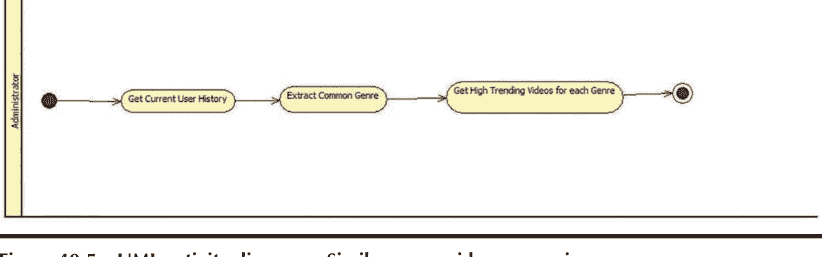 Administrator
Get Current User History
Extract Common Genre
Get High Trending Videos for each Genre